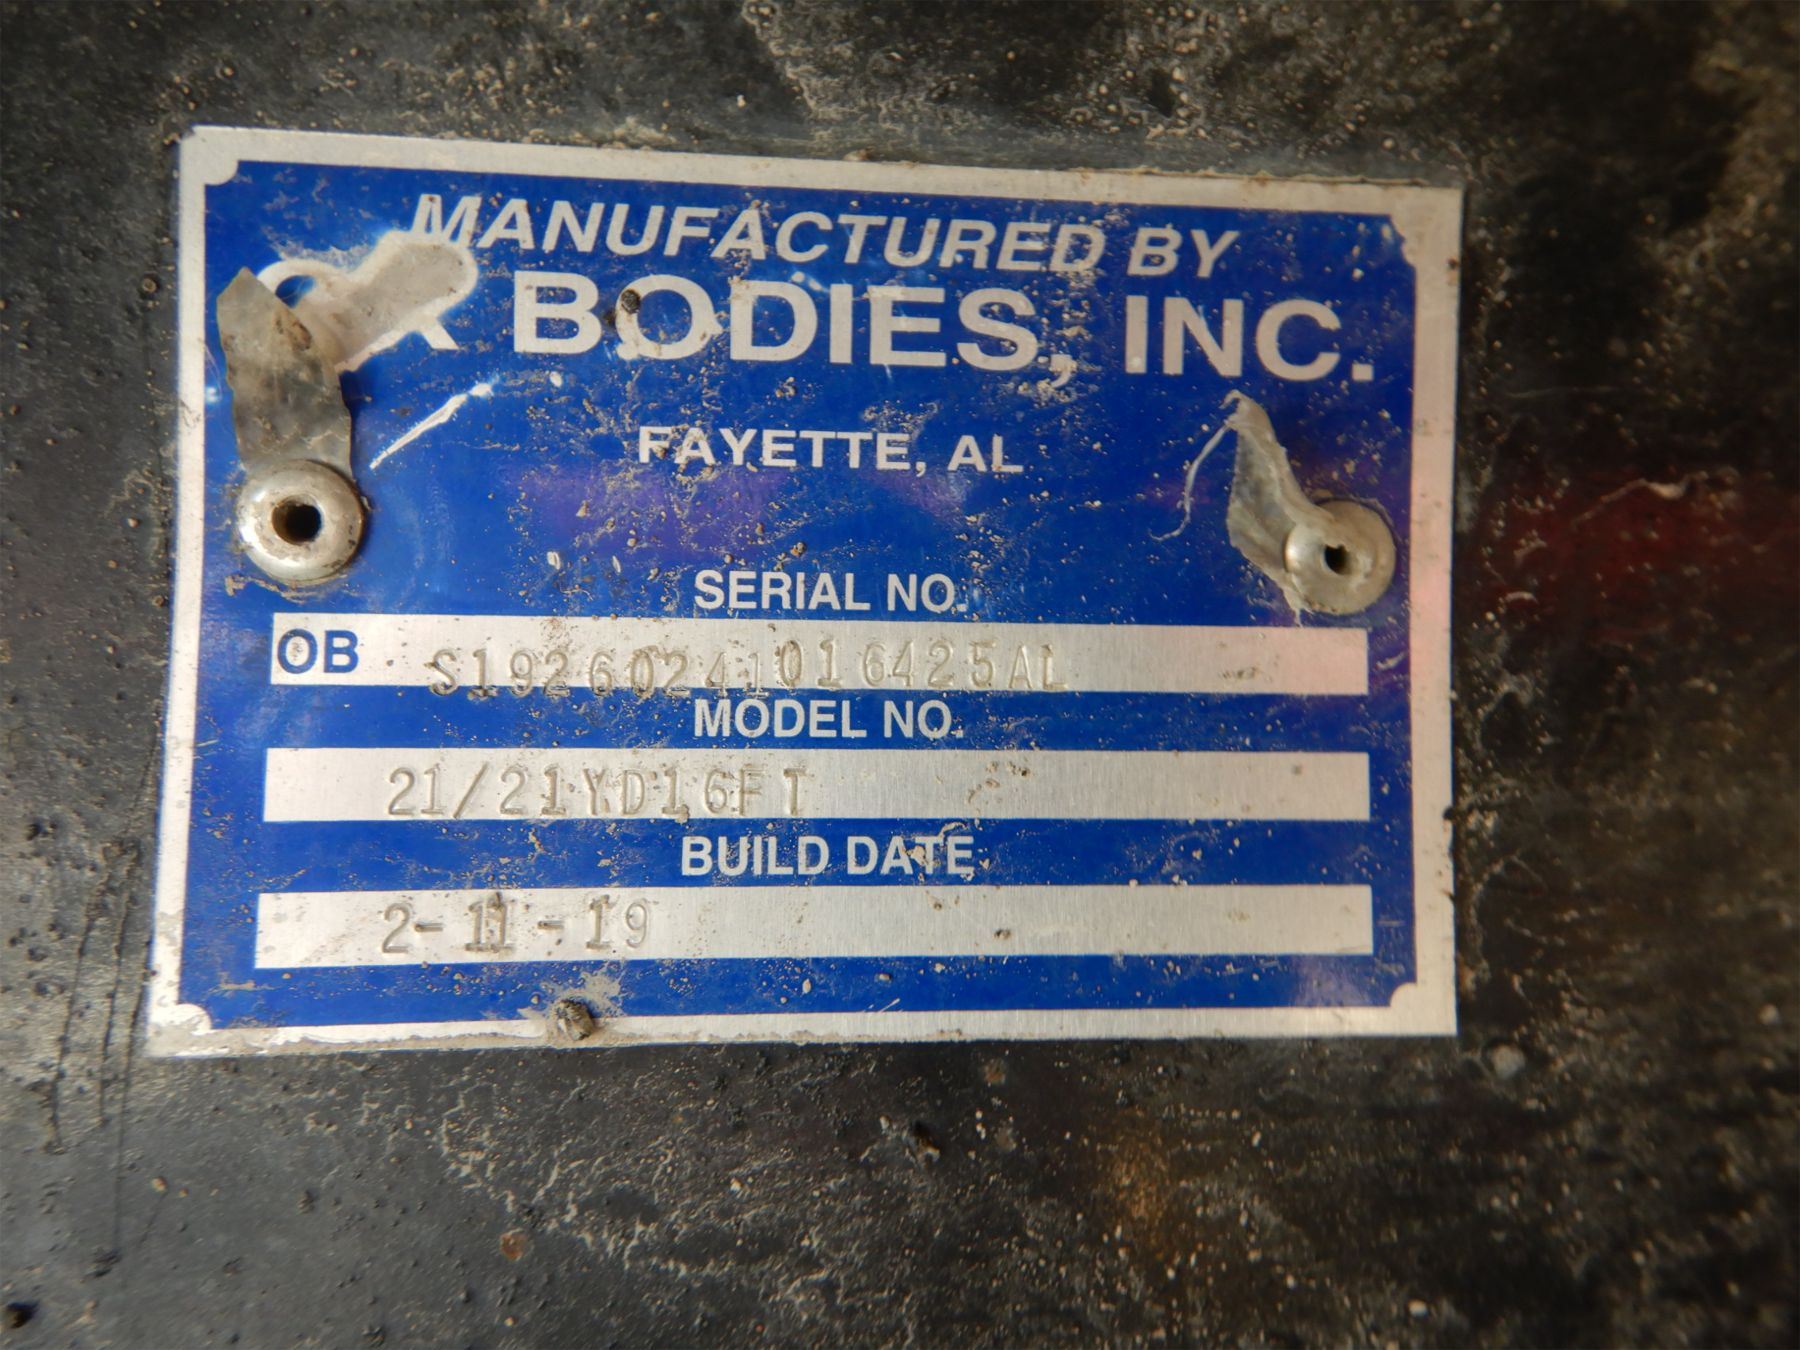 MANUFACTURED BY
BODIES, INC.
FAYETTE, AL
SERIAL NO.
OB S19260241016425AL
MODEL NO.
21/21YD16FT
BUILD DATE
2-11-19